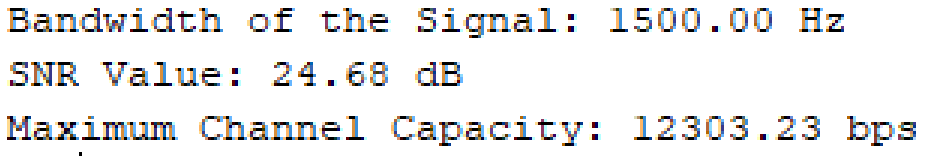 Bandwidth of the Signal: 1500.00 Hz
SNR Value: 24.68 dB
Maximum Channel Capacity: 12303.23 bps